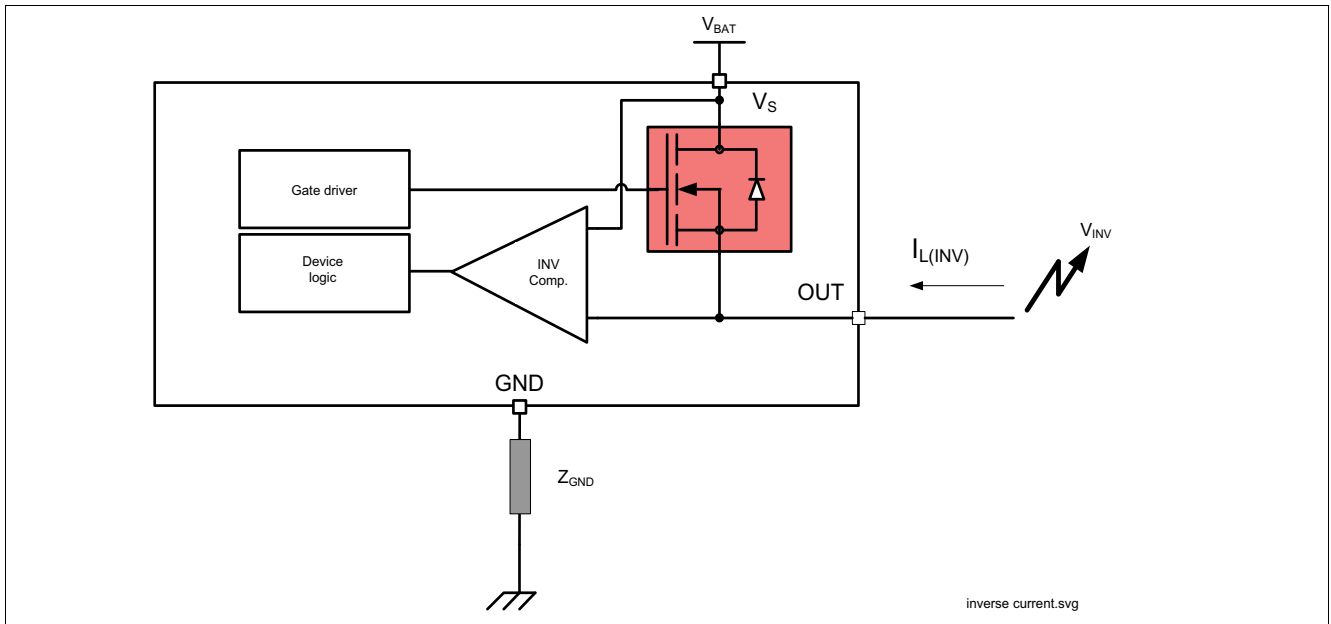 VBAT
VS
Gate driver
Device
logic
INV
Comp.
IL(INV)
VINV
OUT
GND
ZGND
inverse current.svg